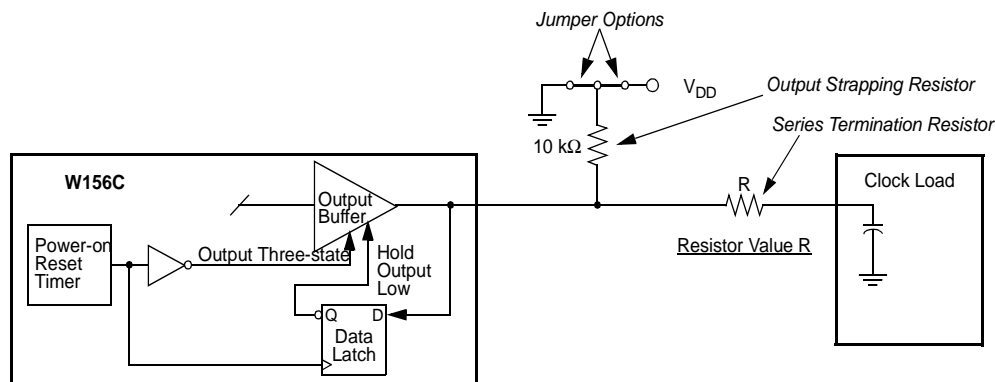 Jumper Options
VDD
Output Strapping Resistor
10 kΩ
Series Termination Resistor
W156C
Output
Buffer
R
Clock Load
Power-on
Reset
Timer
Output Three-state
Hold
Output
Low
Resistor Value R
Q D
Data
Latch